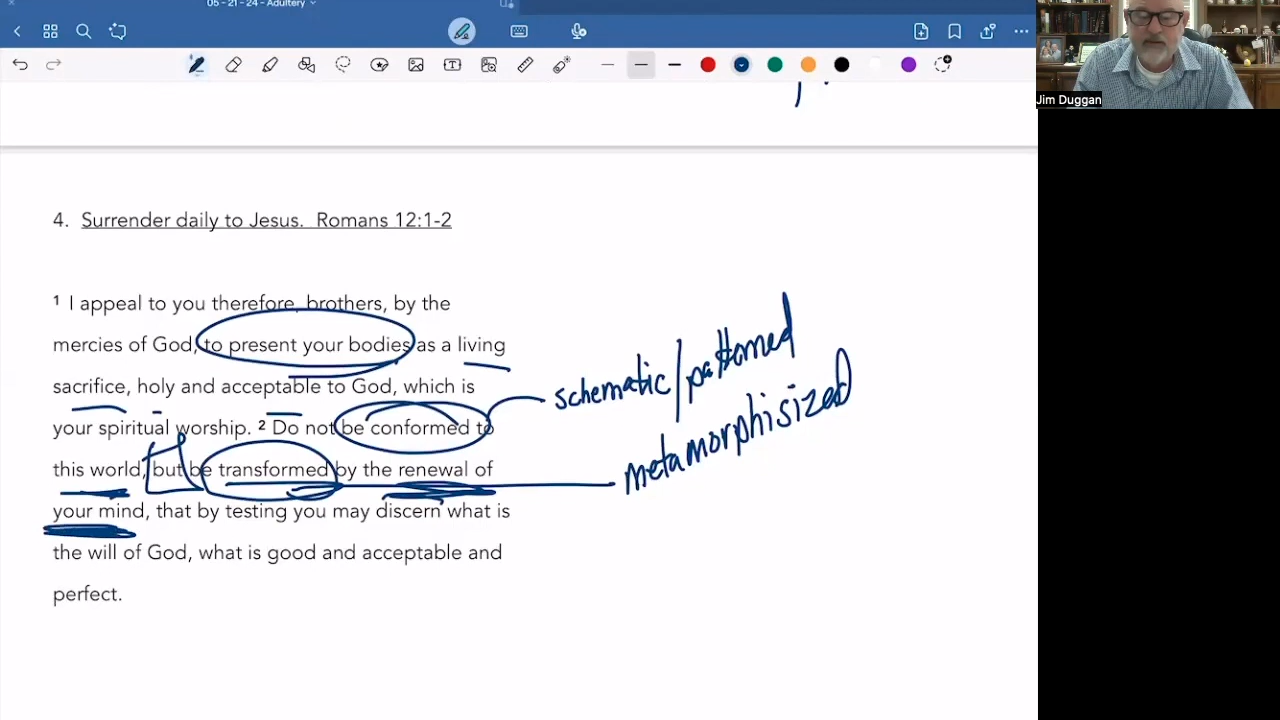 05 - 21 - 24 - Adultery
Jim Duggan
4. Surrender daily to Jesus. Romans 12:1-2
1 I appeal to you therefore, brothers, by the
mercies of God, to present your bodies as a living
sacrifice, holy and acceptable to God, which is
your spiritual worship. 2 Do not be conformed to
this world, but be transformed by the renewal of
your mind, that by testing you may discern what is
the will of God, what is good and acceptable and
perfect.
schematic/patterned
metamorphisized